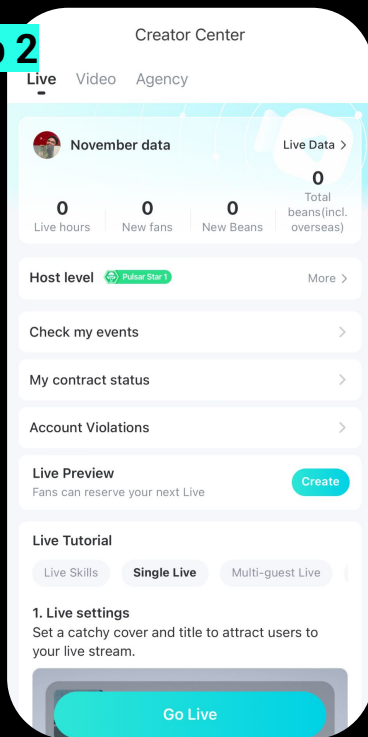 2
Creator Center
Live Video Agency
November data
Live Data >
0
Live hours
0
New fans
0
New Beans
0
Total
beans(incl.
overseas)
Host level
Pulsar Star 1
More >
Check my events
My contract status
Account Violations
Live Preview
Fans can reserve your next Live
Create
Live Tutorial
Live Skills Single Live Multi-guest Live
1. Live settings
Set a catchy cover and title to attract users to
your live stream.
Go Live